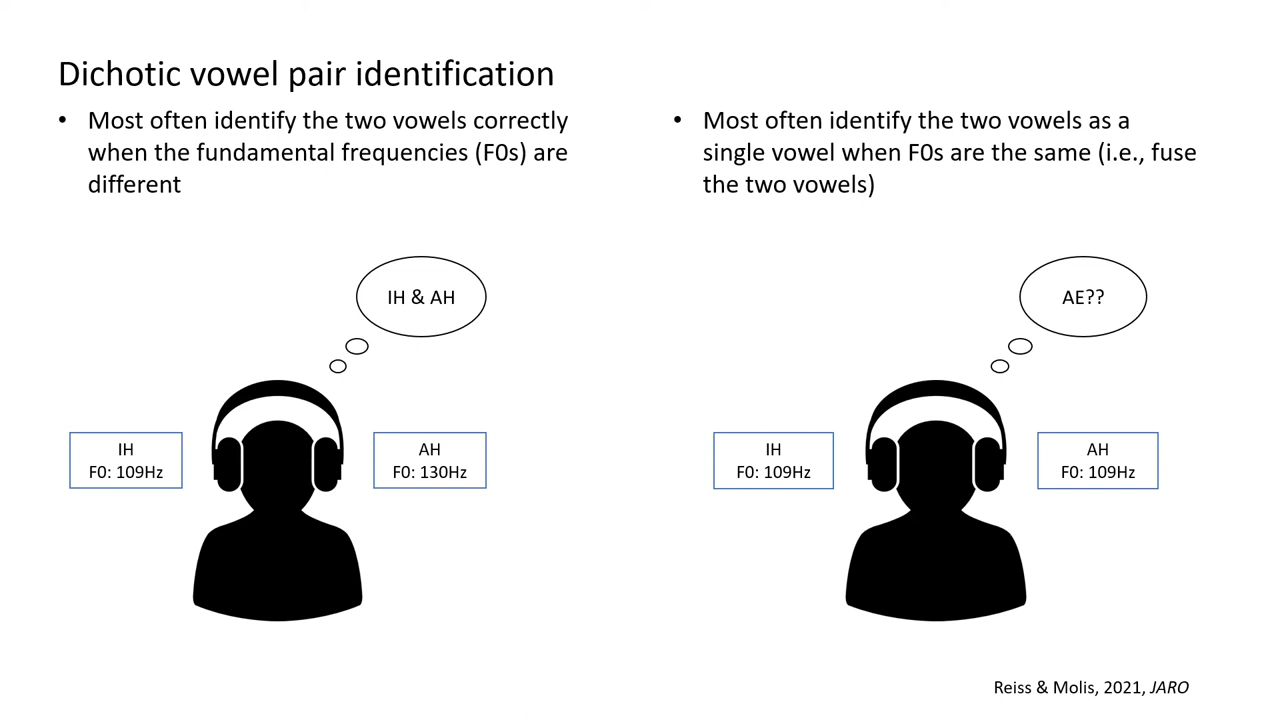 Dichotic vowel pair identification
• Most often identify the two vowels correctly
when the fundamental frequencies (F0s) are
different
• Most often identify the two vowels as a
single vowel when F0s are the same (i.e., fuse
the two vowels)
IH & AH
IH
F0: 109Hz
AH
F0: 130Hz
AE??
IH
F0: 109Hz
AH
F0: 109Hz
Reiss & Molis, 2021, JARO